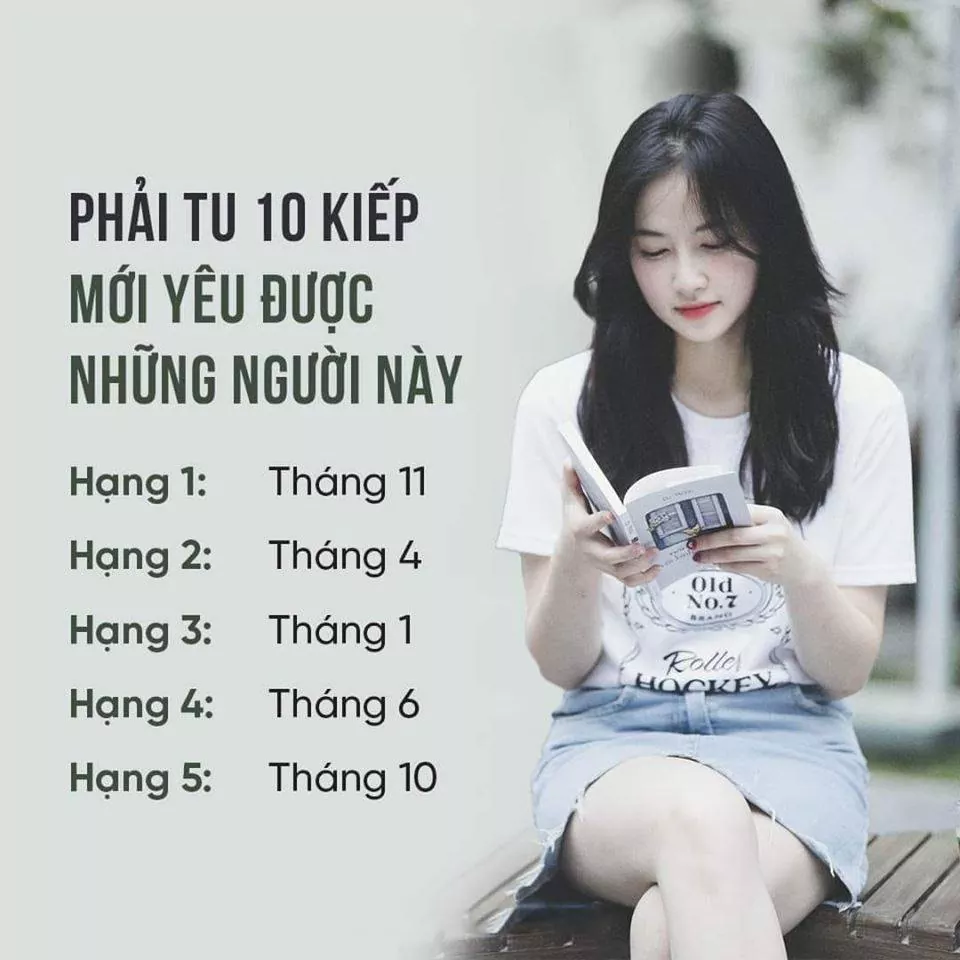 PHẢI TU 10 KIẾP
MỚI YÊU ĐƯỢC
NHỮNG NGƯỜI NÀY
Hạng 1: Tháng 11
Hạng 2: Tháng 4
Hạng 3: Tháng 1
Hạng 4: Tháng 6
Hạng 5: Tháng 10
Old
No.7
BRAND
Roller
HOCKEY